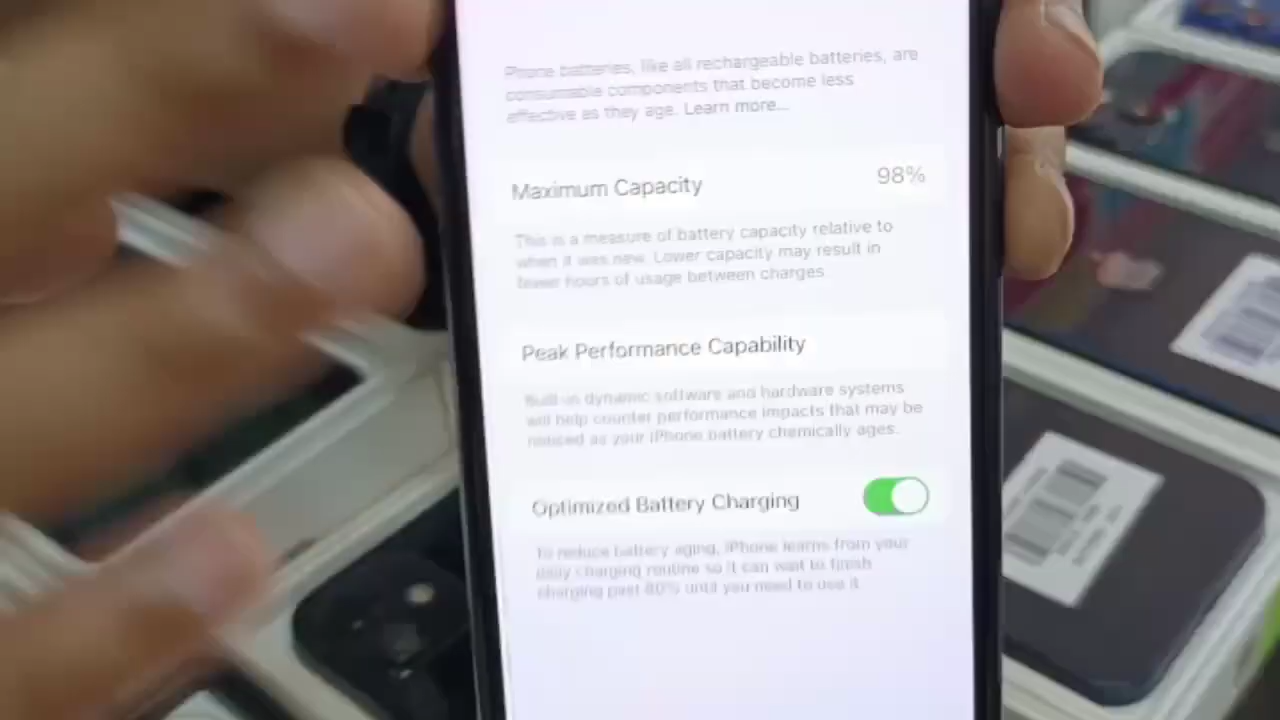 Phone batteries, like all rechargeable batteries, are
consumable components that become less
effective as they age. Learn more...
Maximum Capacity 98%
This is a measure of battery capacity relative to
when it was new. Lower capacity may result in
fewer hours of usage between charges
Peak Performance Capability
Built-in dynamic software and hardware systems
will help counter performance impacts that may be
noticed as your iPhone battery chemically ages.
Optimized Battery Charging
To reduce battery aging, iPhone learns from your
daily charging routine so it can wait to finish
charging past 80% until you need to use it